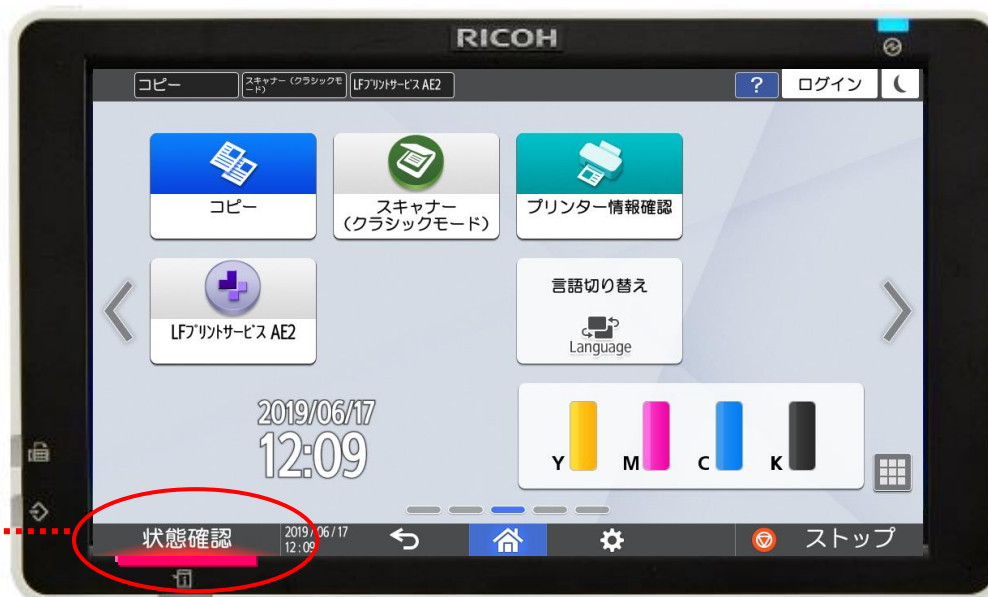 RICOH
コピー
スキャナー (クラシックモ
ード)
LFプリントサービス AE2
?
ログイン
コピー
スキャナー
(クラシックモード)
プリンター情報確認
LFプリントサービス AE2
言語切り替え
Language
2019/06/17
12:09
Y
M
C
K
状態確認
2019/06/17
12:09
ストップ